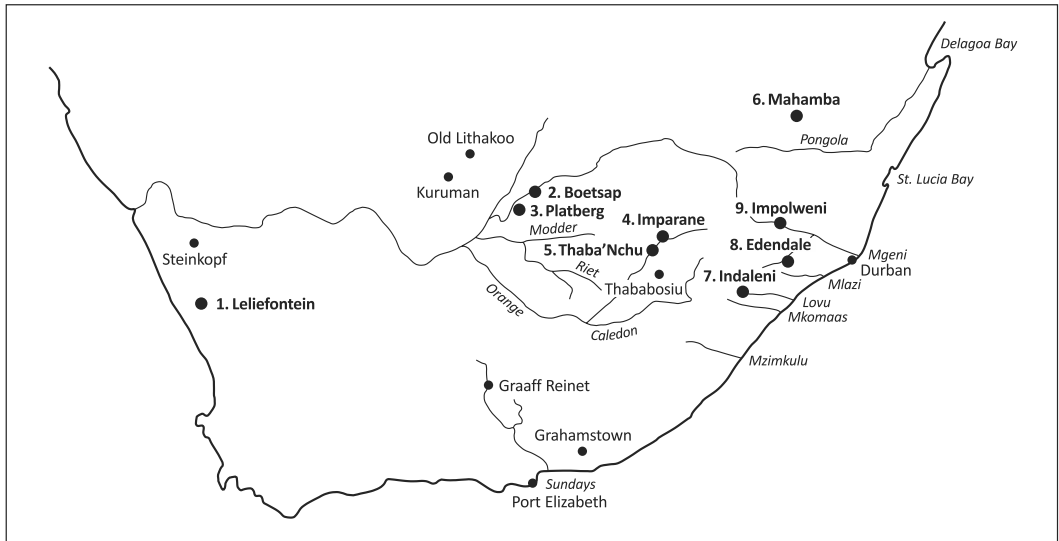 Delagoa Bay
6. Mahamba
Pongola
Old Lithakoo
Kuruman
St. Lucia Bay
2. Boetsap
3. Platberg
Modder
4. Imparane
9. Impolweni
5. Thaba'Nchu
8. Edendale
Steinkopf
Riet
Thababosiu
7. Indaleni
Mgeni
Durban
Mlazi
1. Leliefontein
Orange
Lovu
Mkomaas
Caledon
Mzimkulu
Graaff Reinet
Grahamstown
Sundays
Port Elizabeth